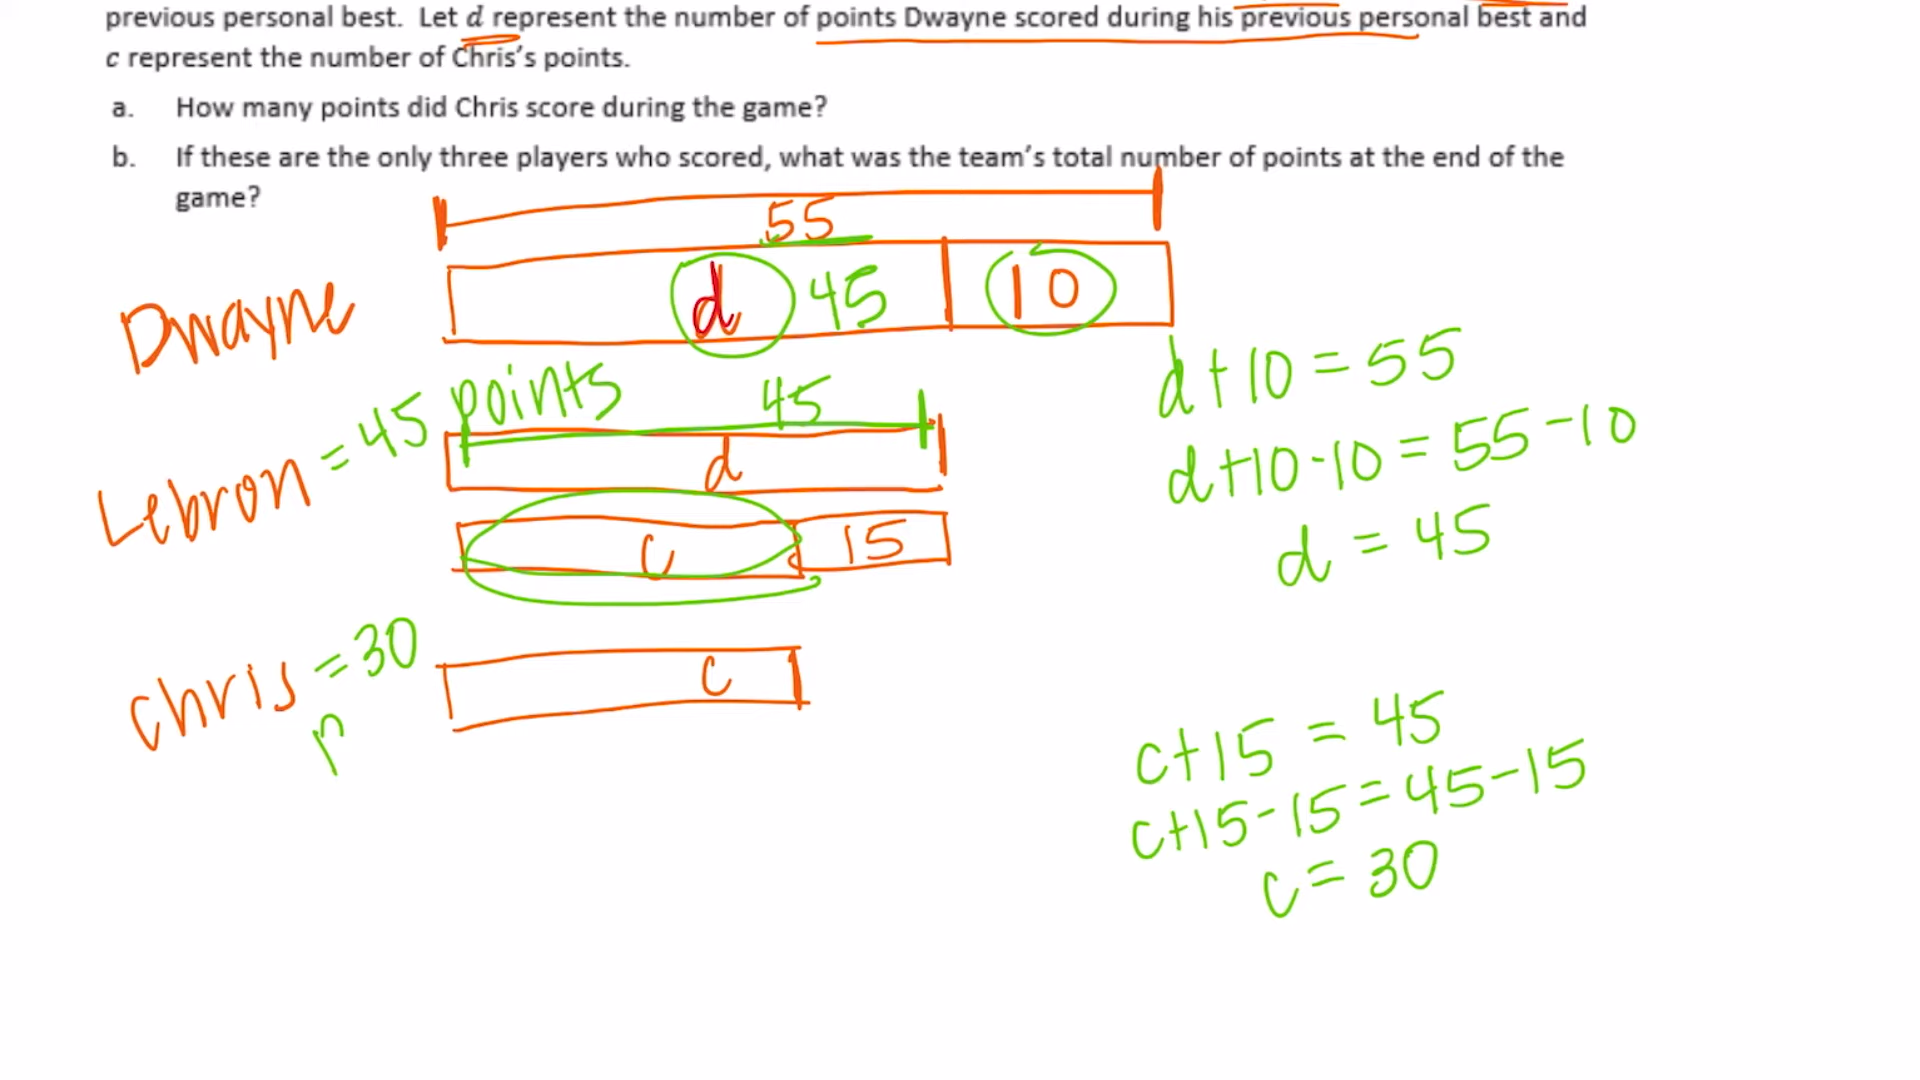 previous personal best. Let d represent the number of points Dwayne scored during his previous personal best and
c represent the number of Chris's points.
a. How many points did Chris score during the game?
b. If these are the only three players who scored, what was the team's total number of points at the end of the
game?
55
Dwayne d 45 10
d+10=55
Lebron = 45 points 45
d
d+10-10=55-10
c 15
d = 45
Chris = 30
p
c
c+15 = 45
c+15-15=45-15
c = 30